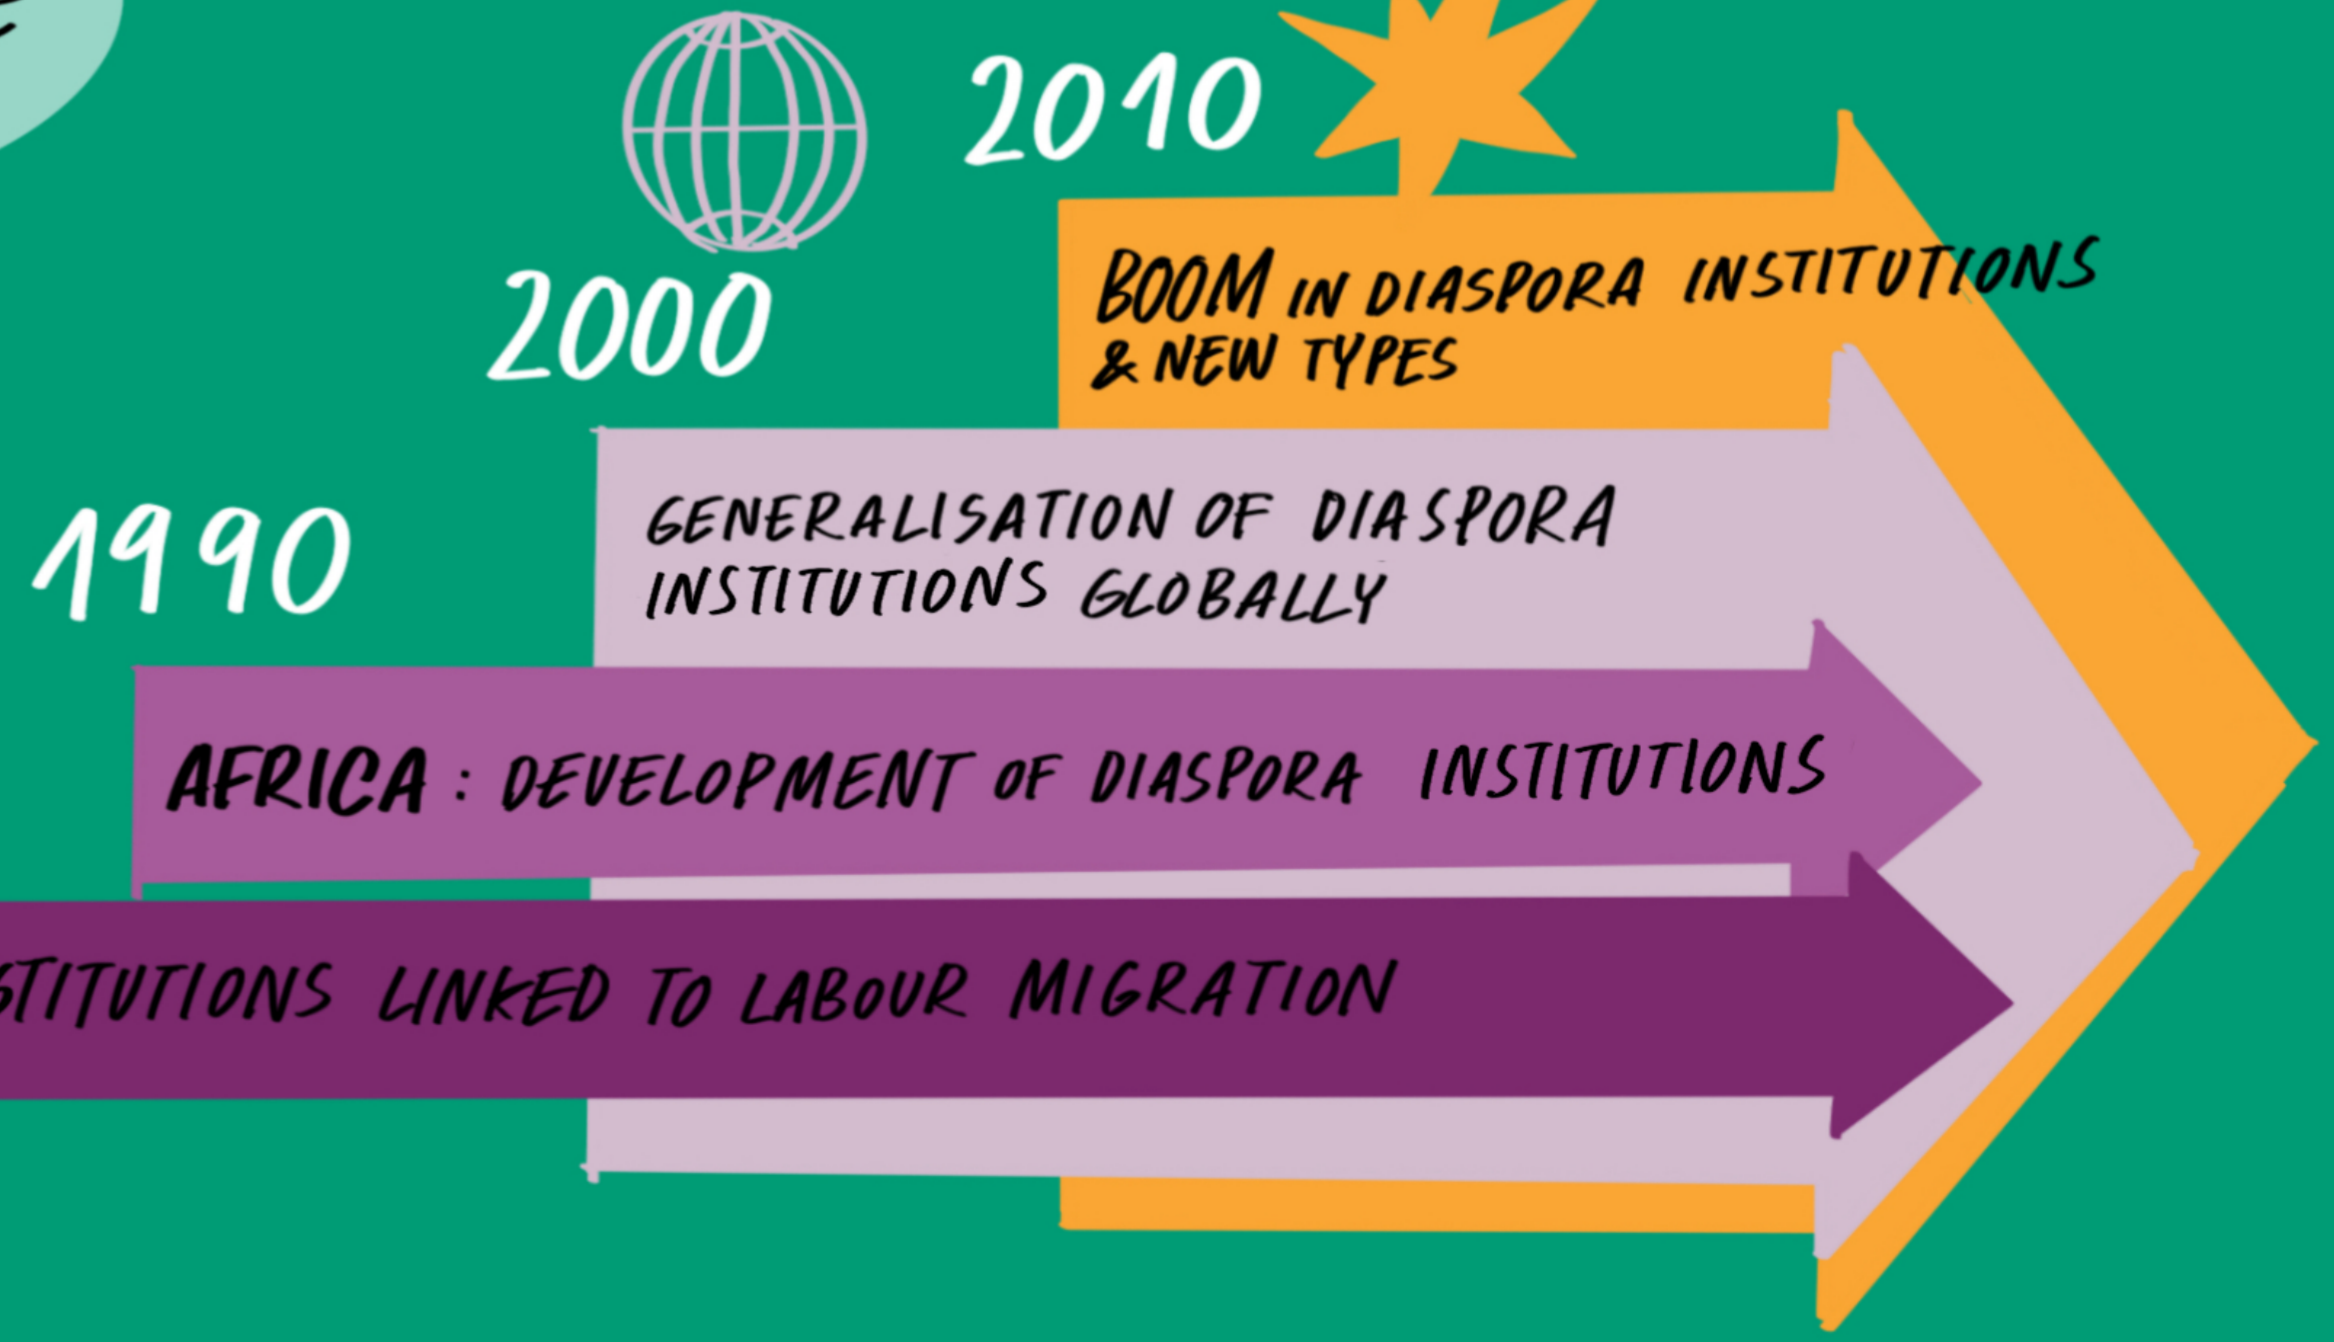 2010
BOOM IN DIASPORA INSTITUTIONS
& NEW TYPES
2000
GENERALISATION OF DIASPORA
INSTITUTIONS GLOBALLY
1990
AFRICA : DEVELOPMENT OF DIASPORA INSTITUTIONS
STITUTIONS LINKED TO LABOUR MIGRATION